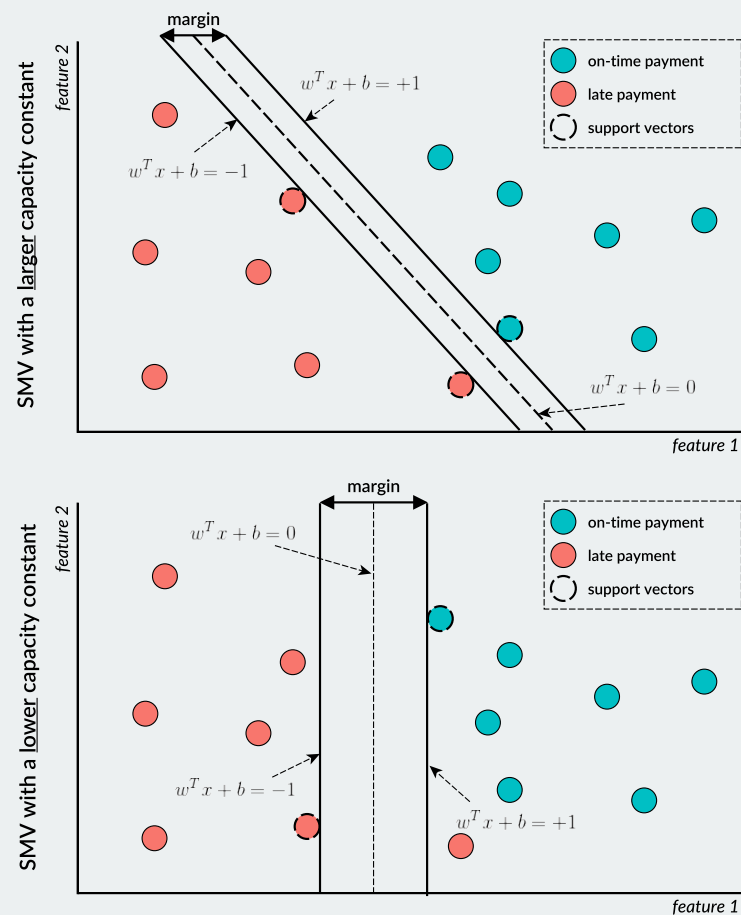 margin
feature 2
SMV with a larger capacity constant
on-time payment
late payment
support vectors
w^T x + b = +1
w^T x + b = −1
w^T x + b = 0
feature 1
margin
feature 2
SMV with a lower capacity constant
on-time payment
late payment
support vectors
w^T x + b = 0
w^T x + b = −1
w^T x + b = +1
feature 1